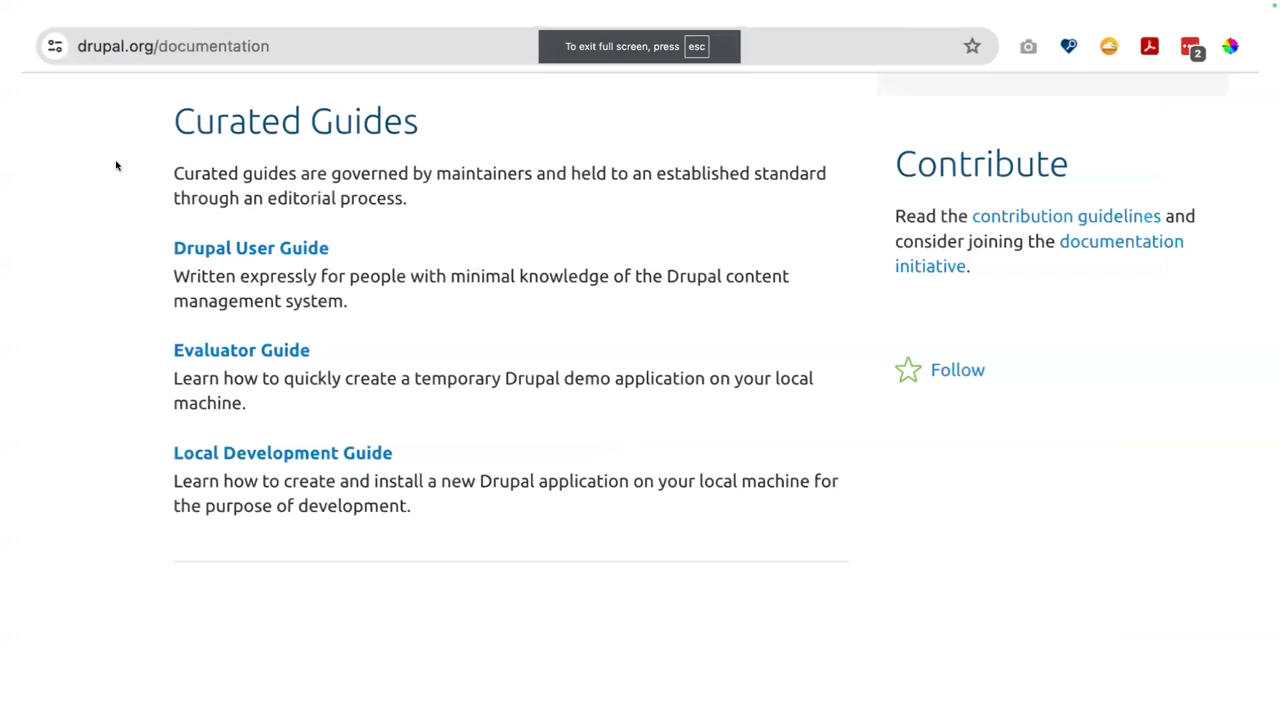 drupal.org/documentation
To exit full screen, press esc
2
Curated Guides
Curated guides are governed by maintainers and held to an established standard
through an editorial process.
Drupal User Guide
Written expressly for people with minimal knowledge of the Drupal content
management system.
Evaluator Guide
Learn how to quickly create a temporary Drupal demo application on your local
machine.
Local Development Guide
Learn how to create and install a new Drupal application on your local machine for
the purpose of development.
Contribute
Read the contribution guidelines and
consider joining the documentation
initiative.
Follow